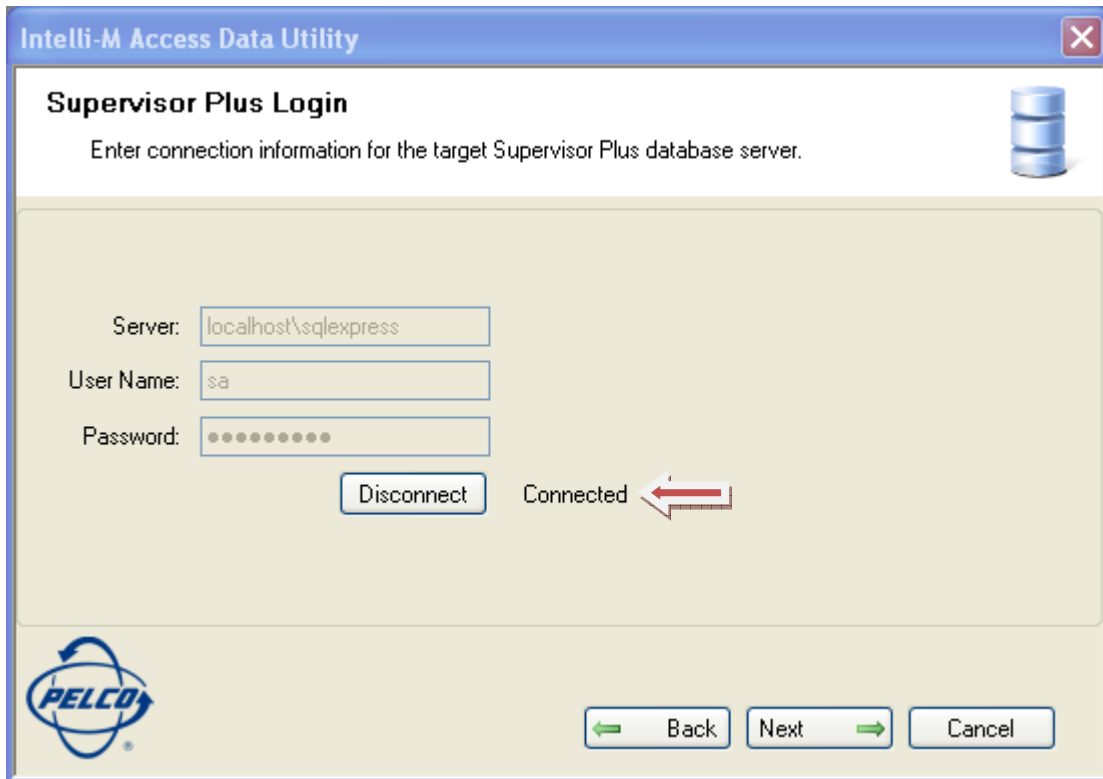 Intelli-M Access Data Utility
Supervisor Plus Login
Enter connection information for the target Supervisor Plus database server.
Server: localhost\sqlexpress
User Name: sa
Password: ●●●●●●●●●
Disconnect Connected
PELCO
®
Back Next Cancel